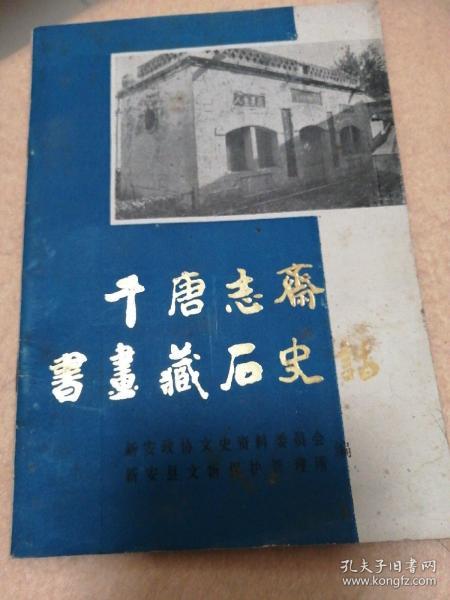 千唐志齋
書畫藏石史話
新安政协文史资料委员会
新安县文物保护管理所 编
孔夫子旧书网
www.kongfz.com